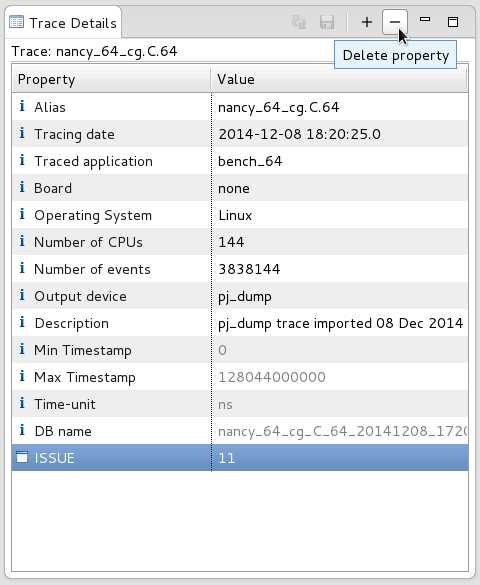 Trace Details
Trace: nancy_64_cg.C.64
Delete property
Property Value
Alias nancy_64_cg.C.64
Tracing date 2014-12-08 18:20:25.0
Traced application bench_64
Board none
Operating System Linux
Number of CPUs 144
Number of events 3838144
Output device pj_dump
Description pj_dump trace imported 08 Dec 2014
Min Timestamp 0
Max Timestamp 128044000000
Time-unit ns
DB name nancy_64_cg_C_64_20141208_1720
ISSUE 11